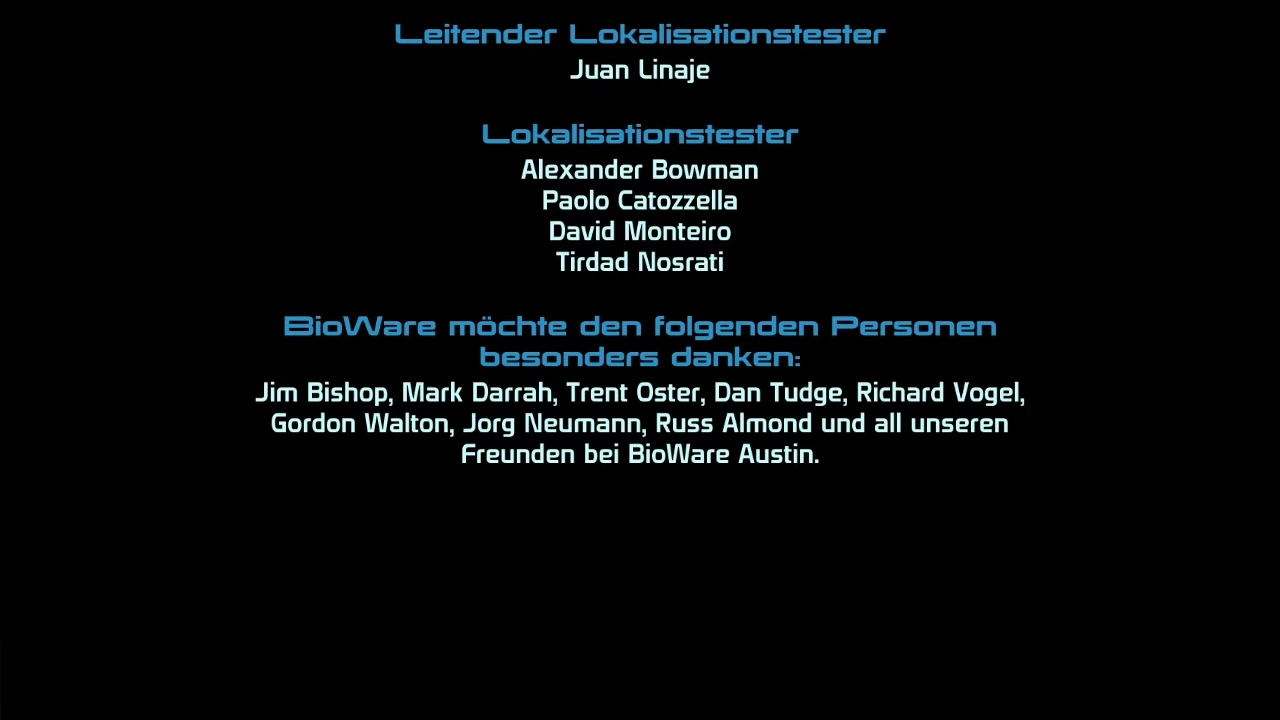 Leitender Lokalisationstester
Juan Linaje
Lokalisationstester
Alexander Bowman
Paolo Catozzella
David Monteiro
Tirdad Nosrati
BioWare möchte den folgenden Personen
besonders danken:
Jim Bishop, Mark Darrah, Trent Oster, Dan Tudge, Richard Vogel,
Gordon Walton, Jorg Neumann, Russ Almond und all unseren
Freunden bei BioWare Austin.